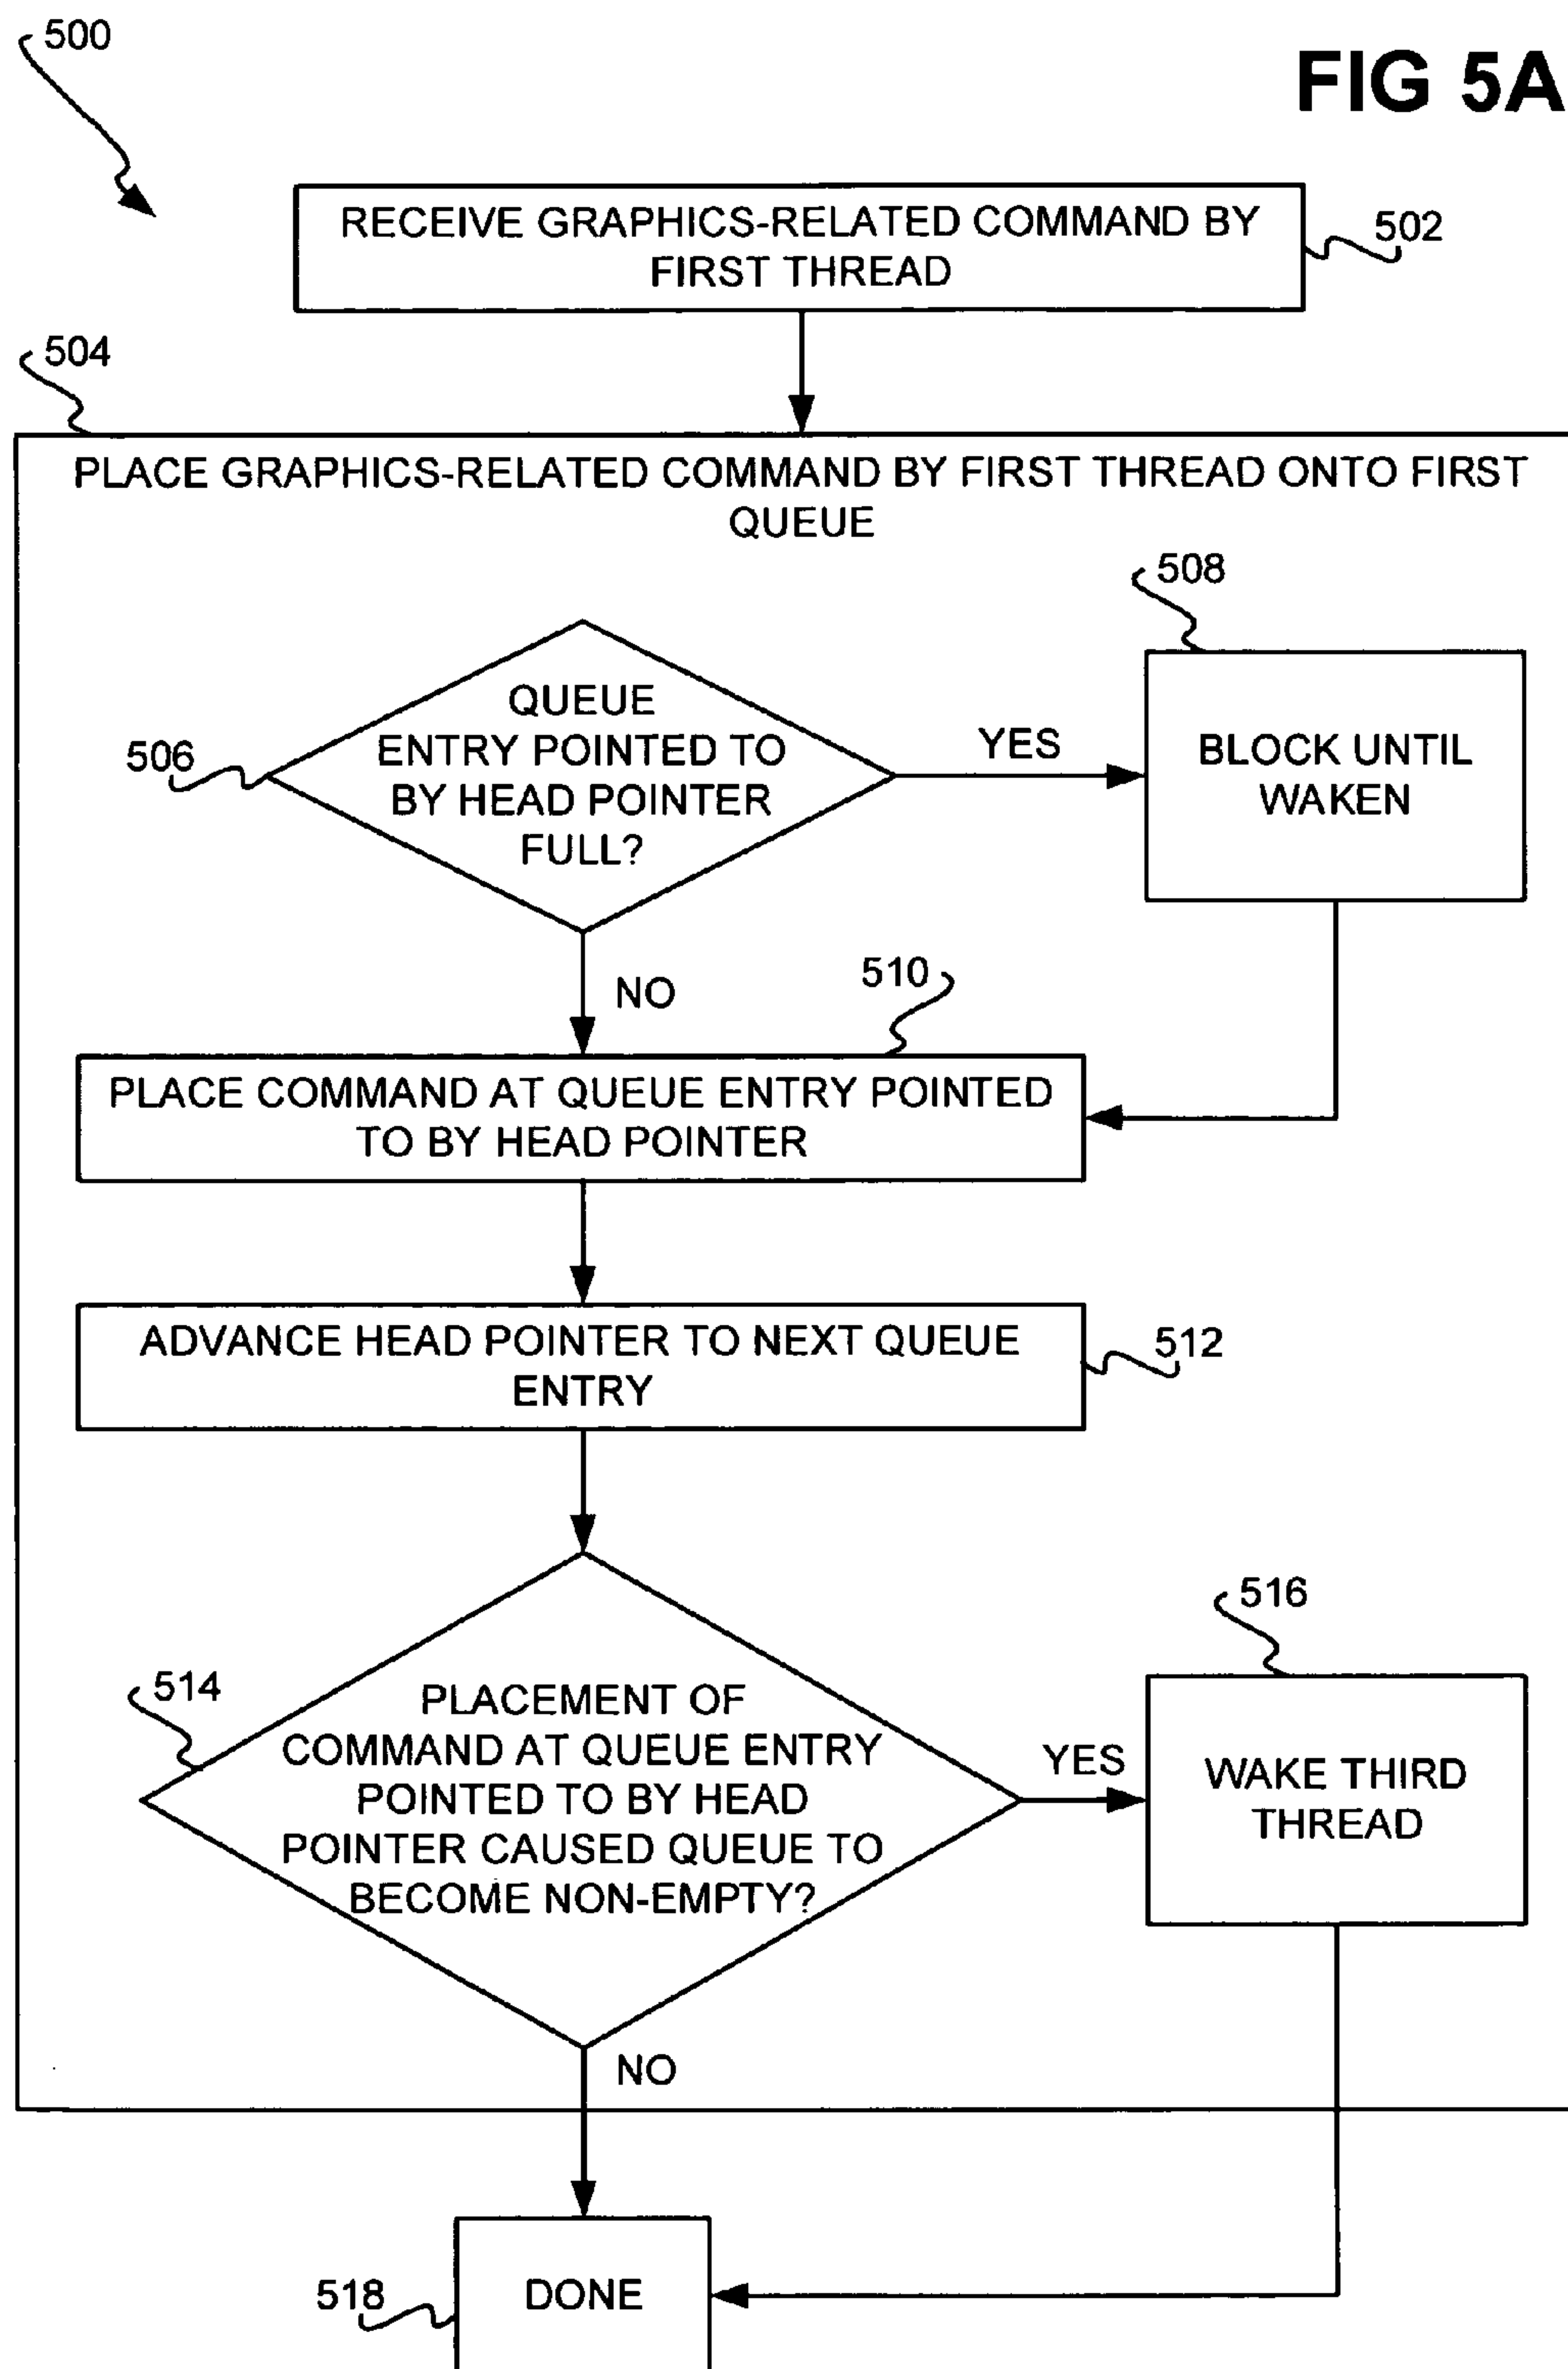 500
FIG 5A
RECEIVE GRAPHICS-RELATED COMMAND BY
FIRST THREAD
502
504
PLACE GRAPHICS-RELATED COMMAND BY FIRST THREAD ONTO FIRST
QUEUE
508
QUEUE
ENTRY POINTED TO
BY HEAD POINTER
FULL?
506
YES
BLOCK UNTIL
WAKEN
NO
510
PLACE COMMAND AT QUEUE ENTRY POINTED
TO BY HEAD POINTER
ADVANCE HEAD POINTER TO NEXT QUEUE
ENTRY
512
514
PLACEMENT OF
COMMAND AT QUEUE ENTRY
POINTED TO BY HEAD
POINTER CAUSED QUEUE TO
BECOME NON-EMPTY?
YES
516
WAKE THIRD
THREAD
NO
518
DONE